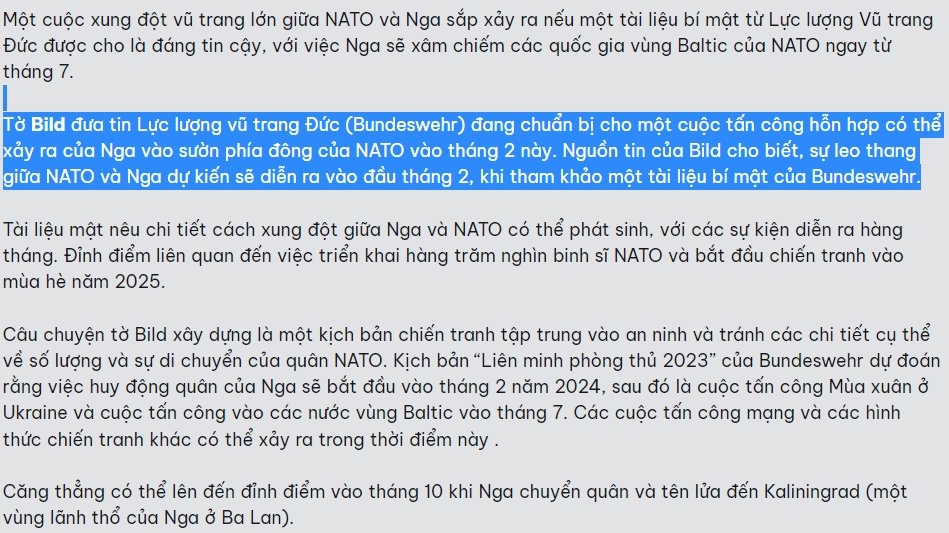 Một cuộc xung đột vũ trang lớn giữa NATO và Nga sắp xảy ra nếu một tài liệu bí mật từ Lực lượng Vũ trang
Đức được cho là đáng tin cậy, với việc Nga sẽ xâm chiếm các quốc gia vùng Baltic của NATO ngay từ
tháng 7.
Tờ Bild đưa tin Lực lượng vũ trang Đức (Bundeswehr) đang chuẩn bị cho một cuộc tấn công hỗn hợp có thể
xảy ra của Nga vào sườn phía đông của NATO vào tháng 2 này. Nguồn tin của Bild cho biết, sự leo thang
giữa NATO và Nga dự kiến sẽ diễn ra vào đầu tháng 2, khi tham khảo một tài liệu bí mật của Bundeswehr.
Tài liệu mật nêu chi tiết cách xung đột giữa Nga và NATO có thể phát sinh, với các sự kiện diễn ra hàng
tháng. Đỉnh điểm liên quan đến việc triển khai hàng trăm nghìn binh sĩ NATO và bắt đầu chiến tranh vào
mùa hè năm 2025.
Câu chuyện tờ Bild xây dựng là một kịch bản chiến tranh tập trung vào an ninh và tránh các chi tiết cụ thể
về số lượng và sự di chuyển của quân NATO. Kịch bản “Liên minh phòng thủ 2023” của Bundeswehr dự đoán
rằng việc huy động quân của Nga sẽ bắt đầu vào tháng 2 năm 2024, sau đó là cuộc tấn công Mùa xuân ở
Ukraine và cuộc tấn công vào các nước vùng Baltic vào tháng 7. Các cuộc tấn công mạng và các hình
thức chiến tranh khác có thể xảy ra trong thời điểm này .
Căng thẳng có thể lên đến đỉnh điểm vào tháng 10 khi Nga chuyển quân và tên lửa đến Kaliningrad (một
vùng lãnh thổ của Nga ở Ba Lan).